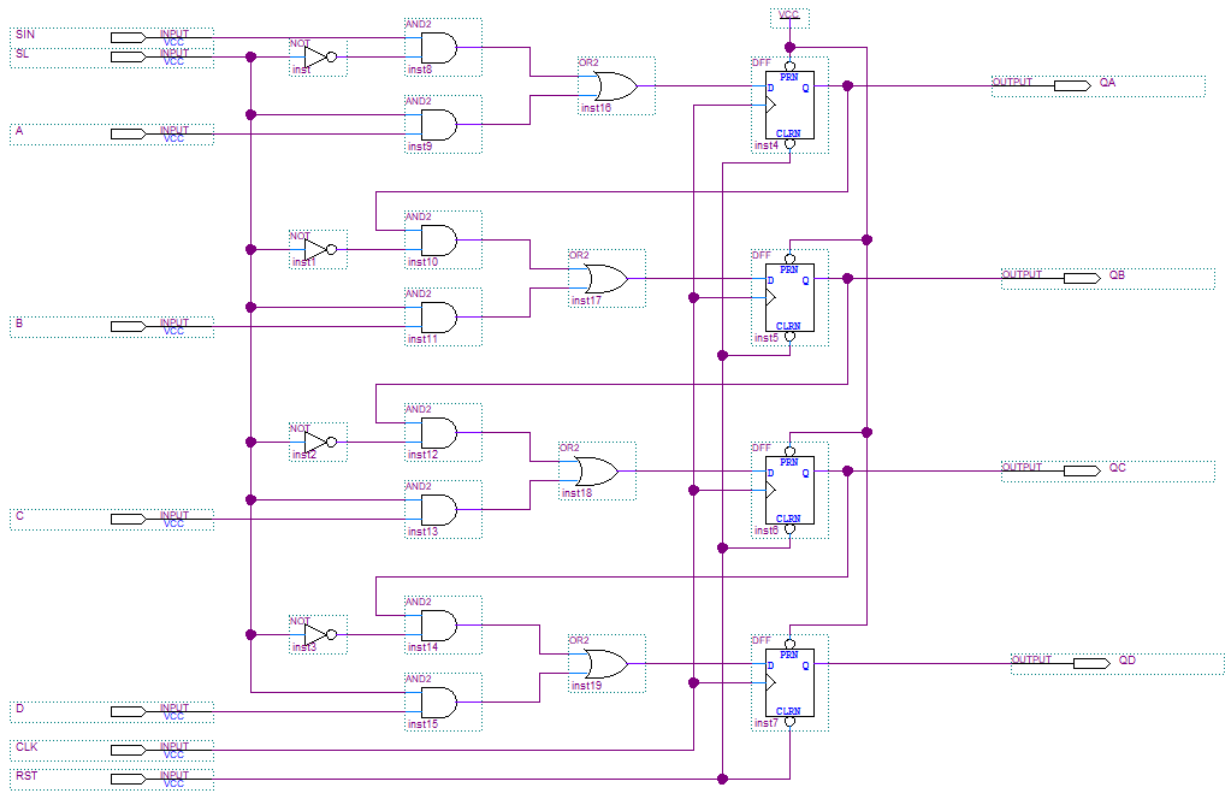 VCC
SIN INPUT VCC
SL INPUT VCC
NOT inst
AND2 inst8
OR2 inst16
DFF PRN D Q CLRN inst4
OUTPUT QA
A INPUT VCC
AND2 inst9
NOT inst1
AND2 inst10
OR2 inst17
DFF PRN D Q CLRN inst5
OUTPUT QB
B INPUT VCC
AND2 inst11
NOT inst2
AND2 inst12
OR2 inst18
DFF PRN D Q CLRN inst6
OUTPUT QC
C INPUT VCC
AND2 inst13
NOT inst3
AND2 inst14
OR2 inst19
DFF PRN D Q CLRN inst7
OUTPUT QD
D INPUT VCC
AND2 inst15
CLK INPUT VCC
RST INPUT VCC